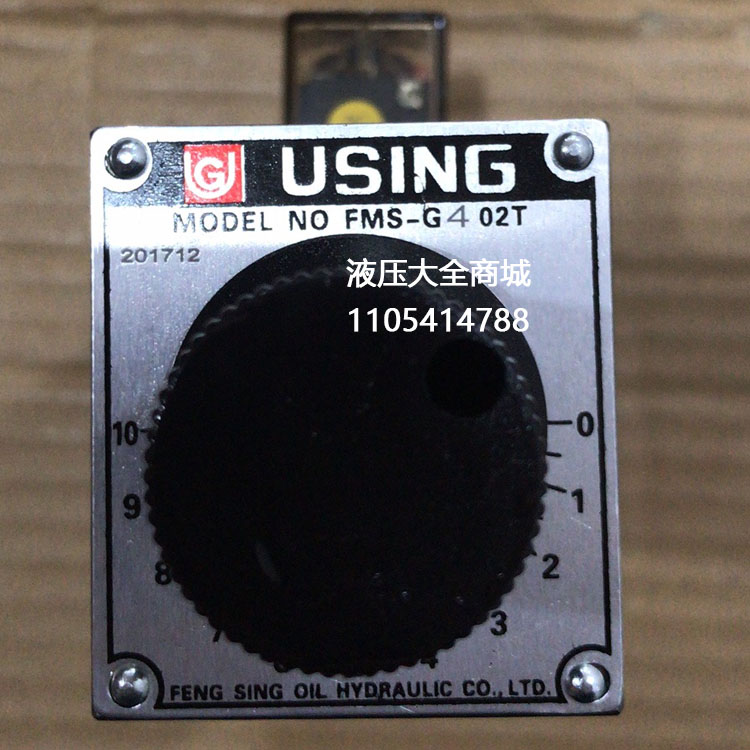 GU USING
MODEL NO FMS-G4 02T
201712
液压大全商城
1105414788
10
0
9
1
8
2
7
3
4
FENG SING OIL HYDRAULIC CO., LTD.